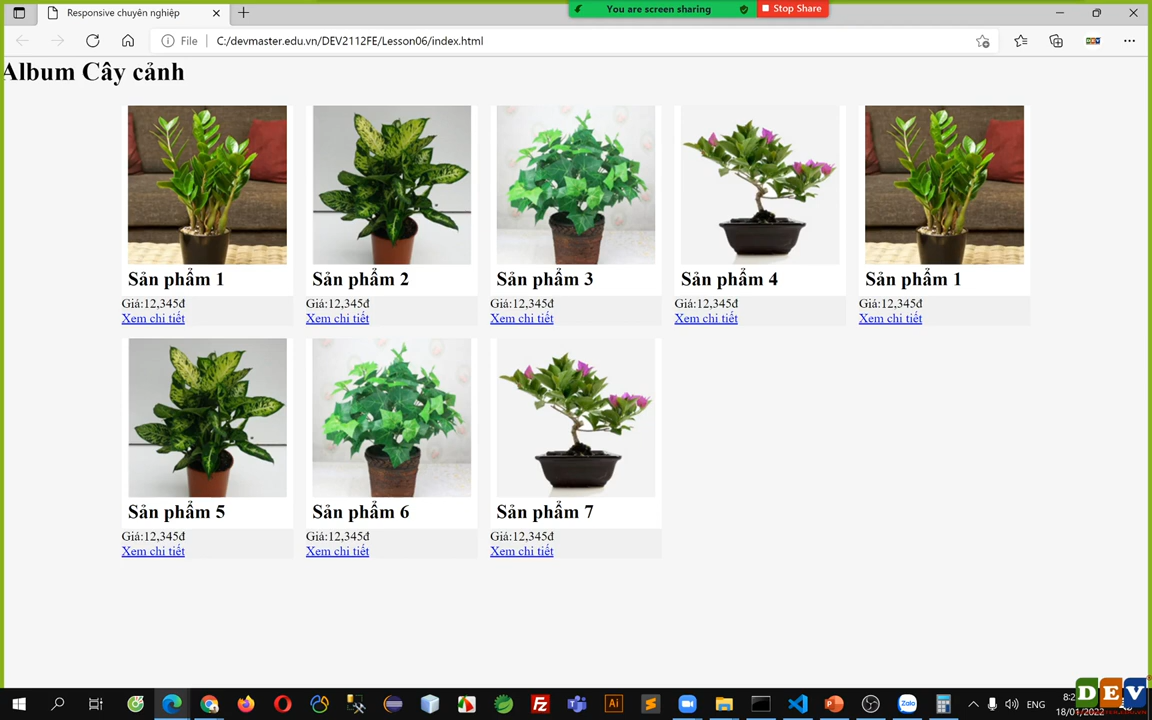 Responsive chuyên nghiệp
You are screen sharing
Stop Share
File
C:/devmaster.edu.vn/DEV2112FE/Lesson06/index.html
Album Cây cảnh
Sản phẩm 1
Giá:12,345đ
Xem chi tiết
Sản phẩm 2
Giá:12,345đ
Xem chi tiết
Sản phẩm 3
Giá:12,345đ
Xem chi tiết
Sản phẩm 4
Giá:12,345đ
Xem chi tiết
Sản phẩm 1
Giá:12,345đ
Xem chi tiết
Sản phẩm 5
Giá:12,345đ
Xem chi tiết
Sản phẩm 6
Giá:12,345đ
Xem chi tiết
Sản phẩm 7
Giá:12,345đ
Xem chi tiết
Ai
Zalo
ENG
18/01/2022
DEV